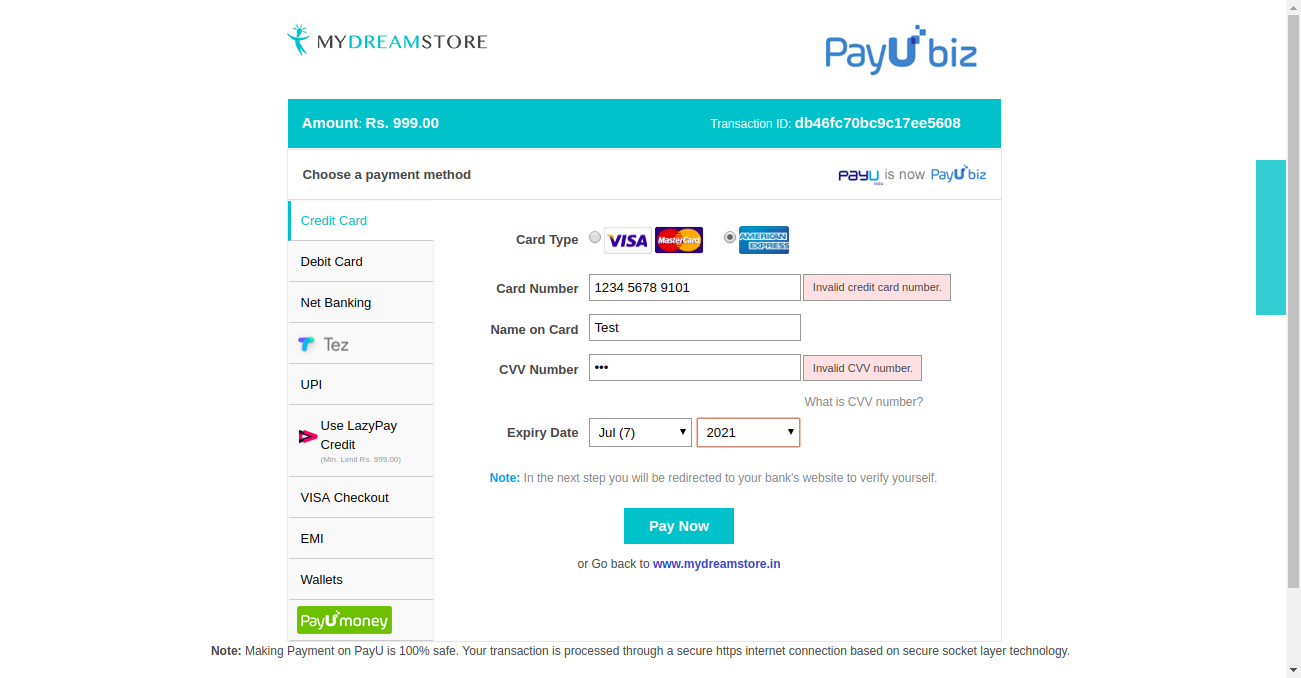 MYDREAMSTORE
PayU biz
Amount: Rs. 999.00
Transaction ID: db46fc70bc9c17ee5608
Choose a payment method
PayU india is now PayU biz
Credit Card
Debit Card
Net Banking
Tez
UPI
Use LazyPay
Credit
(Min. Limit Rs. 999.00)
VISA Checkout
EMI
Wallets
PayUmoney
Card Type VISA MasterCard AMERICAN EXPRESS
Card Number 1234 5678 9101 Invalid credit card number.
Name on Card Test
CVV Number ••• Invalid CVV number.
What is CVV number?
Expiry Date Jul (7) 2021
Note: In the next step you will be redirected to your bank's website to verify yourself.
Pay Now
or Go back to www.mydreamstore.in
Note: Making Payment on PayU is 100% safe. Your transaction is processed through a secure https internet connection based on secure socket layer technology.